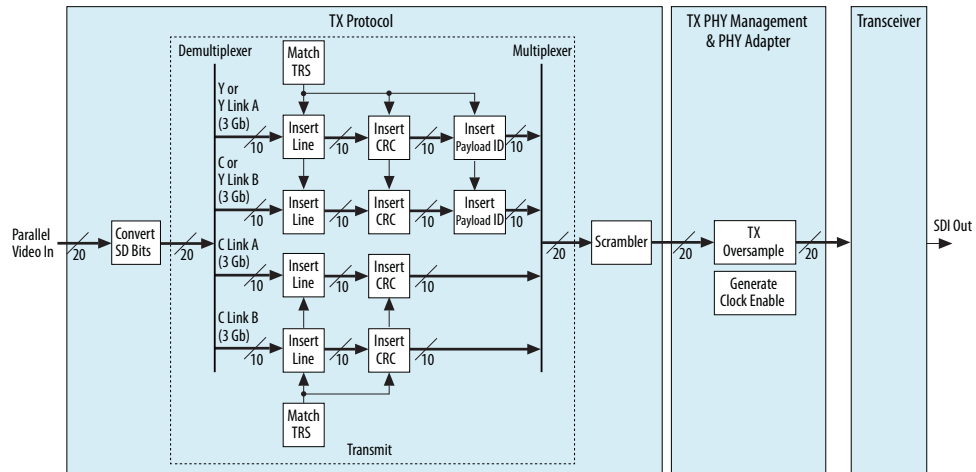 TX Protocol
TX PHY Management
& PHY Adapter
Transceiver
Demultiplexer
Multiplexer
Match
TRS
Y or
Y Link A
(3 Gb)
10
Insert
Line
10
Insert
CRC
10
Insert
Payload ID
10
C or
Y Link B
(3 Gb)
10
Insert
Line
10
Insert
CRC
10
Insert
Payload ID
10
Parallel
Video In
20
Convert
SD Bits
20
C Link A
(3 Gb)
10
Insert
Line
10
Insert
CRC
10
C Link B
(3 Gb)
10
Insert
Line
10
Insert
CRC
10
Match
TRS
Transmit
20
Scrambler
20
TX
Oversample
20
Generate
Clock Enable
SDI Out